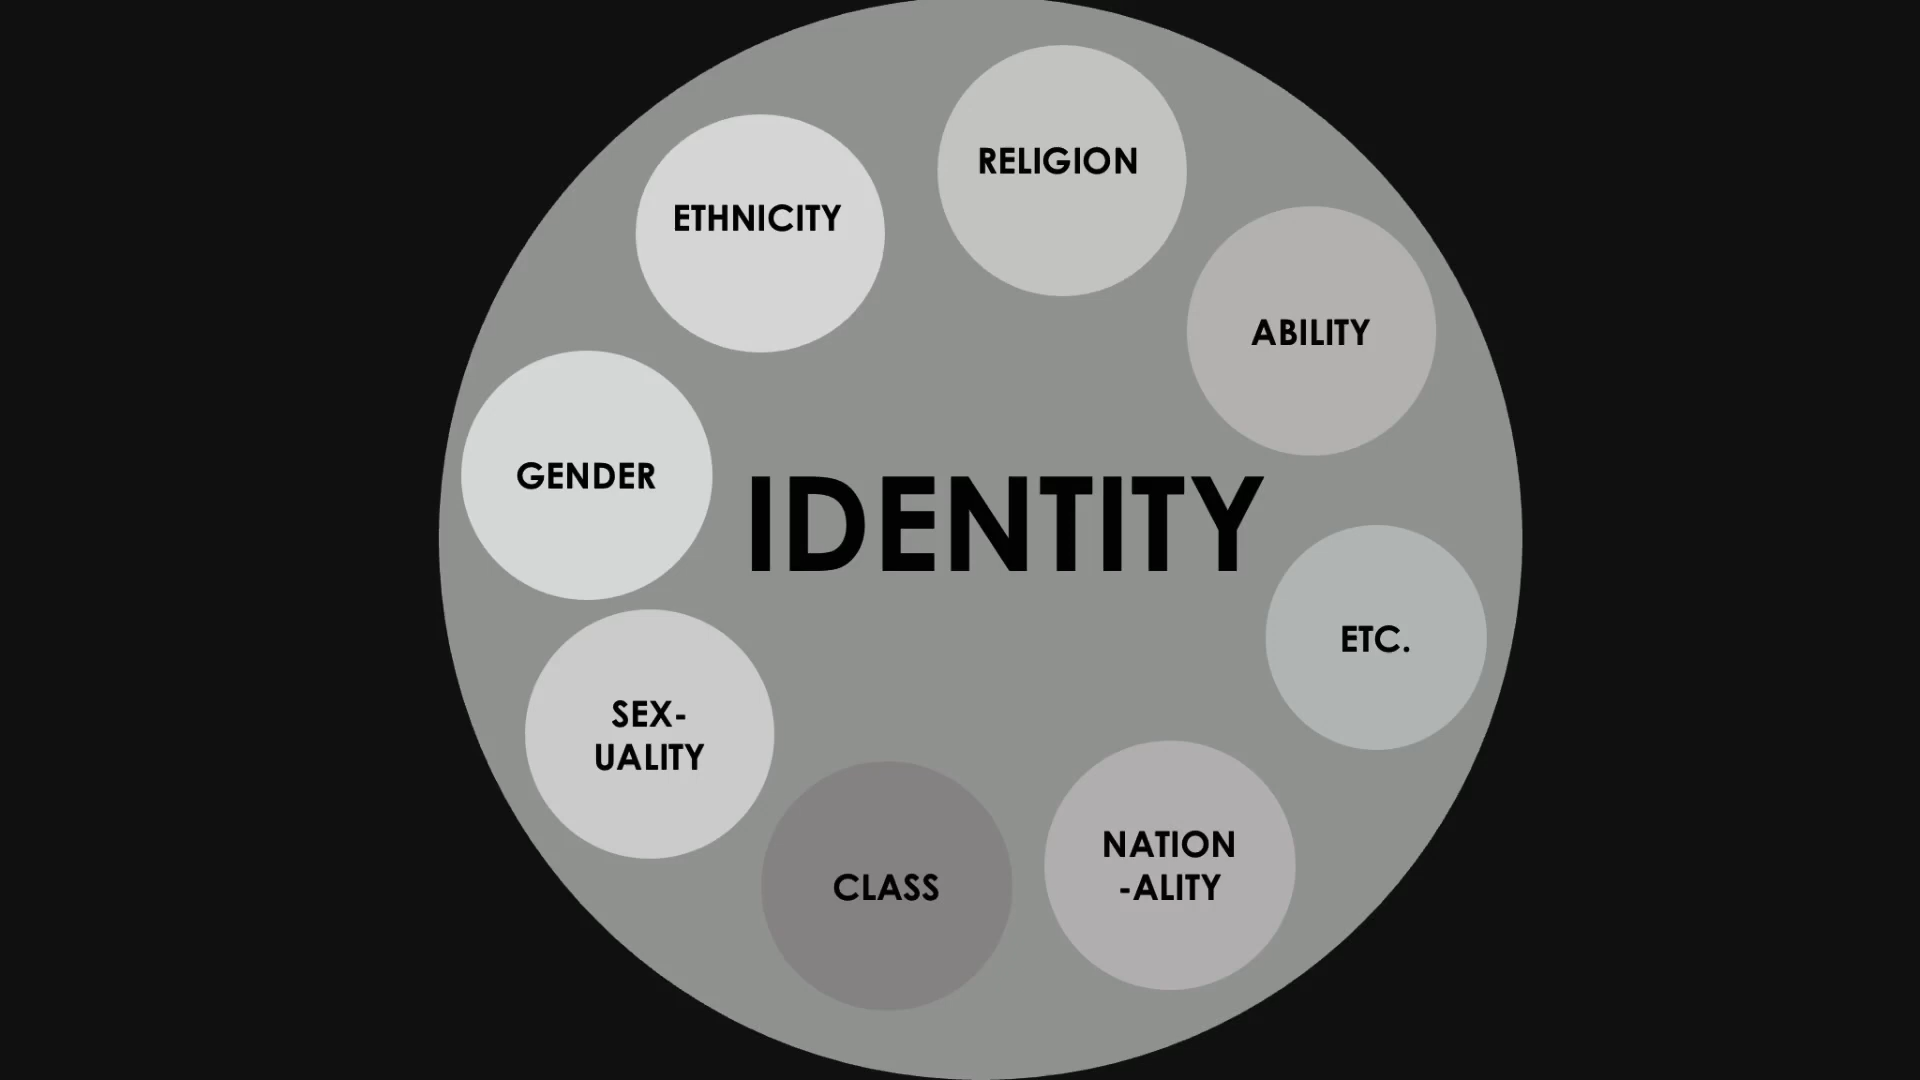 RELIGION
ETHNICITY
ABILITY
GENDER
IDENTITY
ETC.
SEX-
UALITY
CLASS
NATION
-ALITY